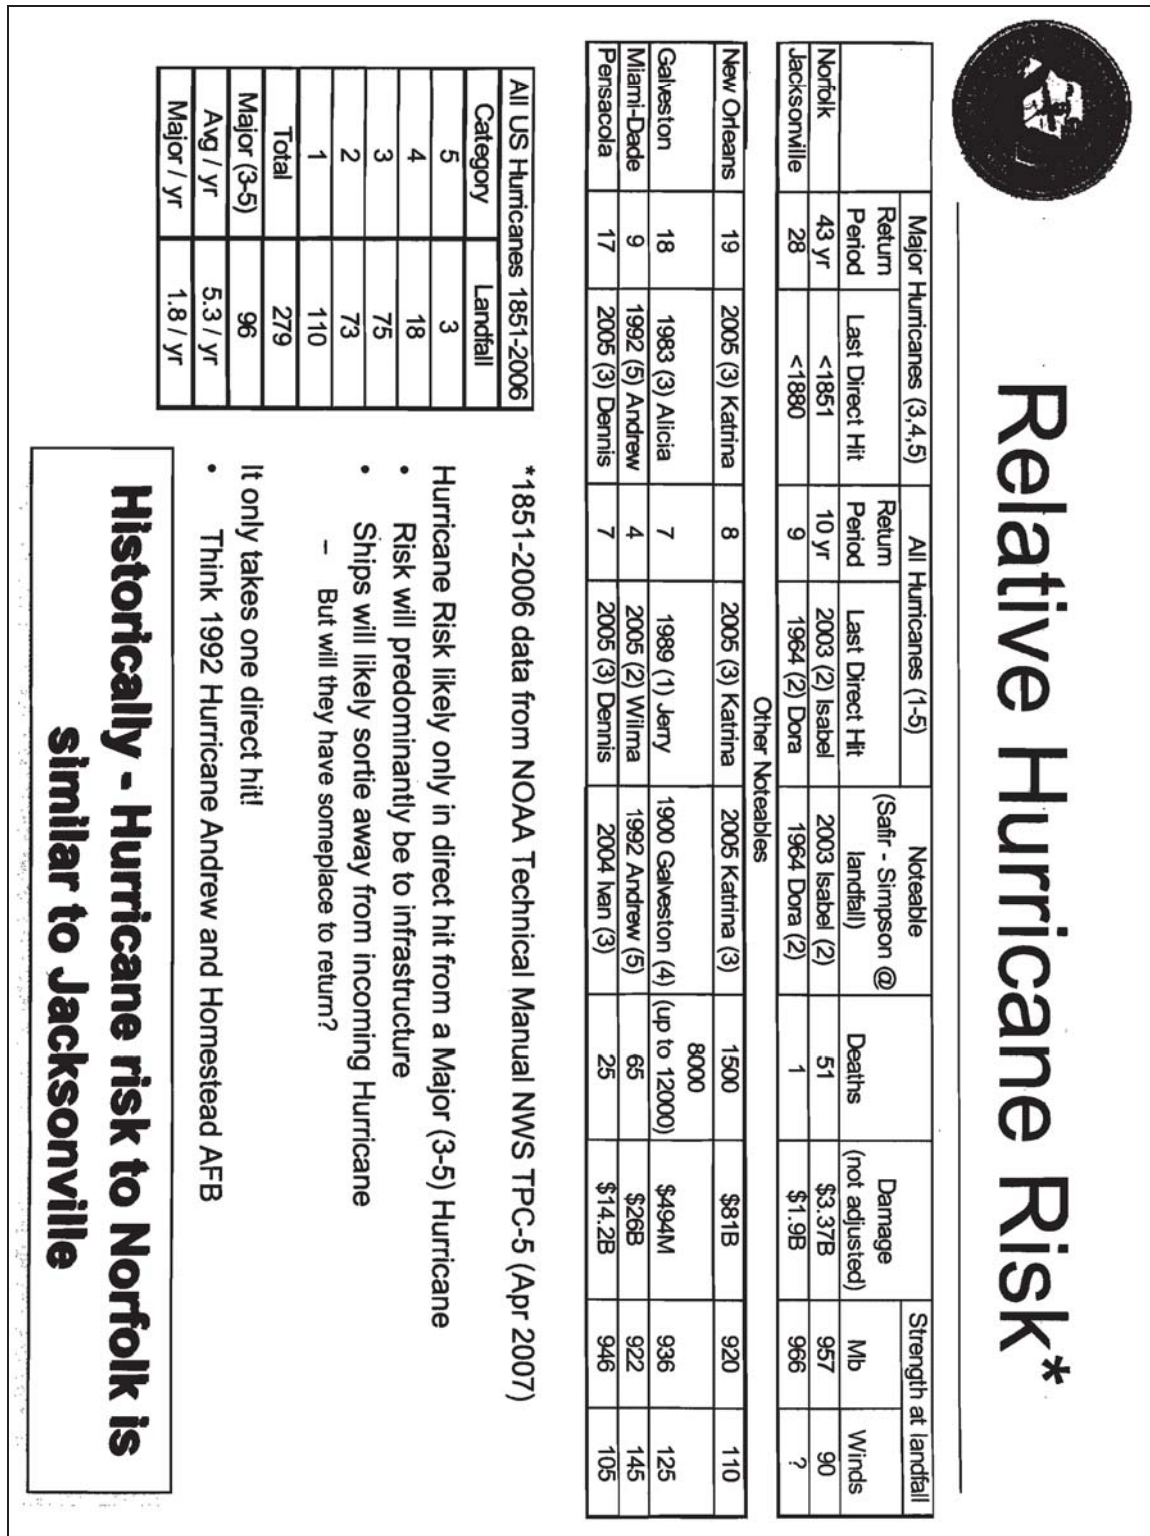 Relative Hurricane Risk*
Major Hurricanes (3,4,5) All Hurricanes (1-5) Noteable (Safir - Simpson @ landfall) Deaths Damage (not adjusted) Strength at landfall
Return Period Last Direct Hit Return Period Last Direct Hit Mb Winds
Norfolk 43 yr <1851 10 yr 2003 (2) Isabel 2003 Isabel (2) 51 $3.37B 957 90
Jacksonville 28 <1880 9 1964 (2) Dora 1964 Dora (2) 1 $1.9B 966 ?
Other Noteables
New Orleans 19 2005 (3) Katrina 8 2005 (3) Katrina 2005 Katrina (3) 1500 $81B 920 110
Galveston 18 1983 (3) Alicia 7 1989 (1) Jerry 1900 Galveston (4) 8000 (up to 12000) $494M 936 125
Miami-Dade 9 1992 (5) Andrew 4 2005 (2) Wilma 1992 Andrew (5) 65 $26B 922 145
Pensacola 17 2005 (3) Dennis 7 2005 (3) Dennis 2004 Ivan (3) 25 $14.2B 946 105
*1851-2006 data from NOAA Technical Manual NWS TPC-5 (Apr 2007)
All US Hurricanes 1851-2006
Category Landfall
5 3
4 18
3 75
2 73
1 110
Total 279
Major (3-5) 96
Avg / yr 5.3 / yr
Major / yr 1.8 / yr
Hurricane Risk likely only in direct hit from a Major (3-5) Hurricane
• Risk will predominantly be to infrastructure
• Ships will likely sortie away from incoming Hurricane
– But will they have someplace to return?
It only takes one direct hit!
• Think 1992 Hurricane Andrew and Homestead AFB
Historically - Hurricane risk to Norfolk is
similar to Jacksonville